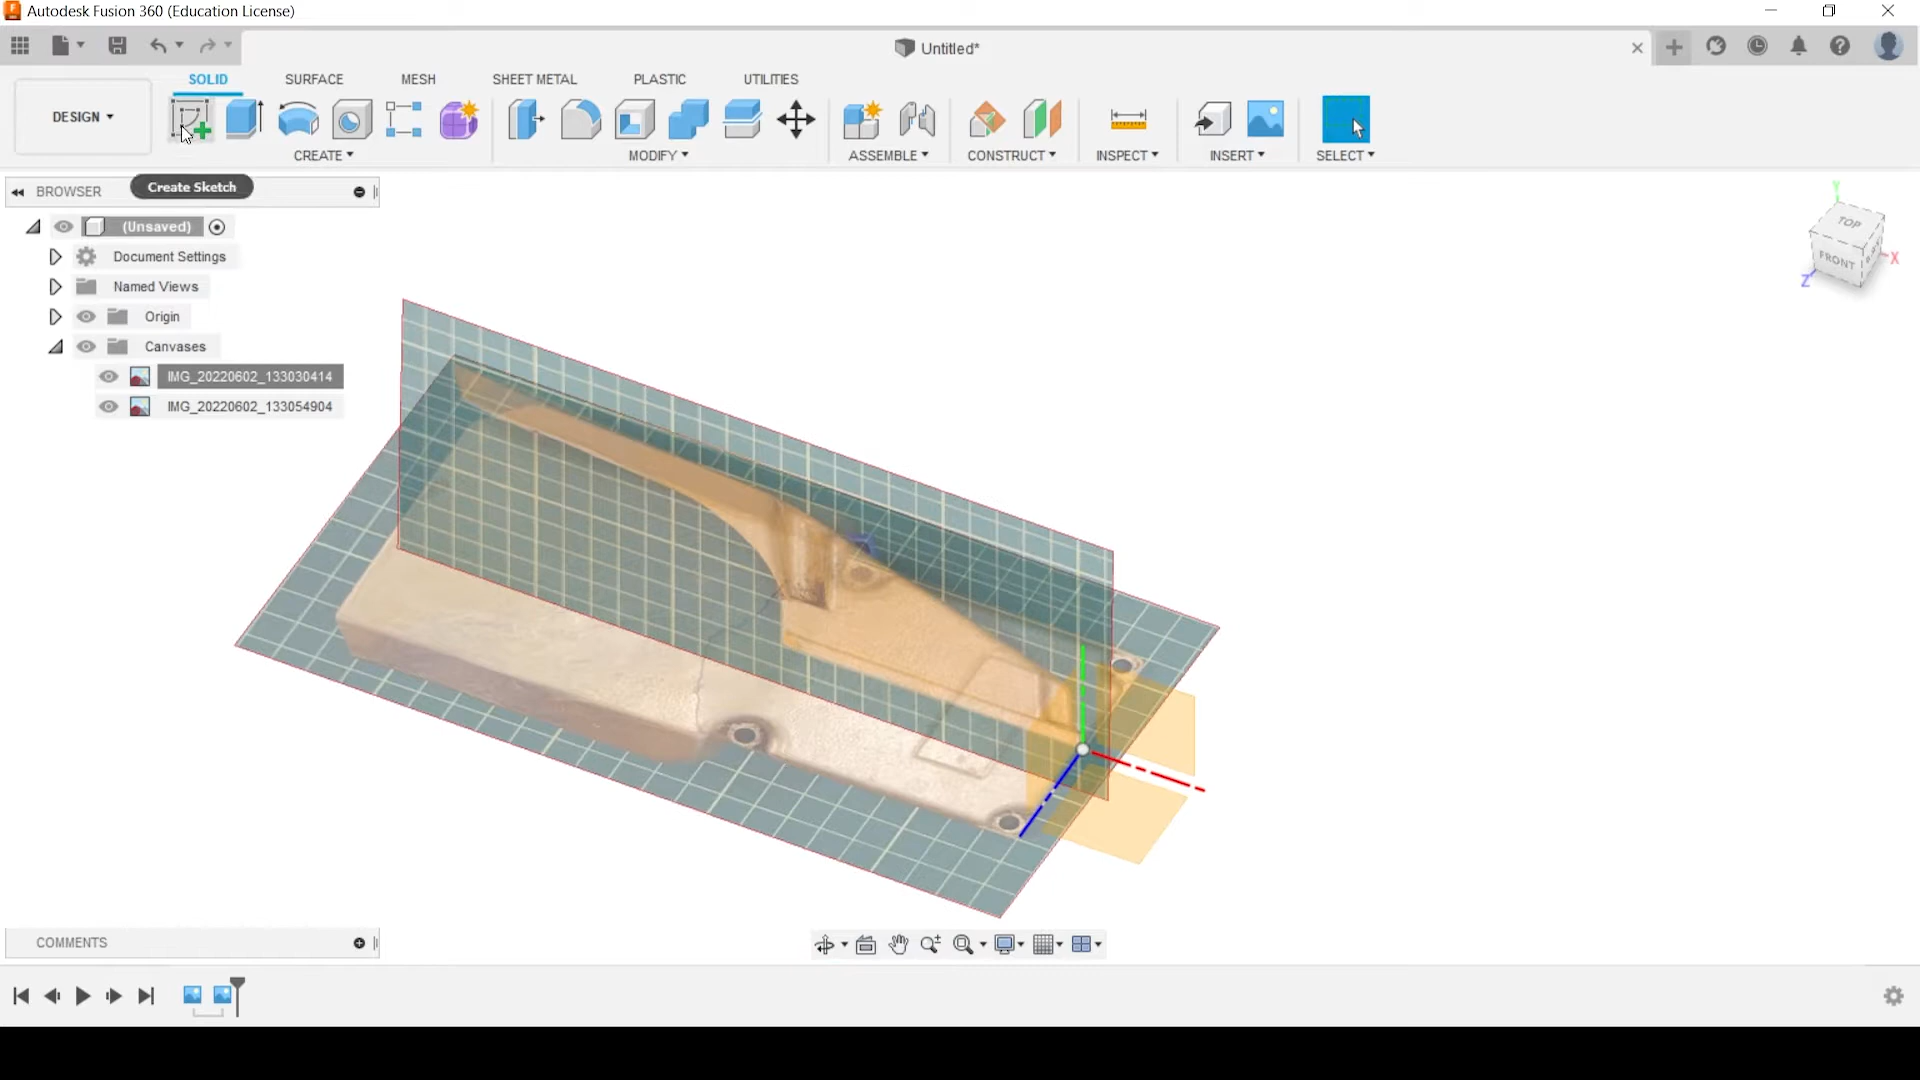 Autodesk Fusion 360 (Education License)
Untitled*
SOLID SURFACE MESH SHEET METAL PLASTIC UTILITIES
DESIGN
CREATE MODIFY ASSEMBLE CONSTRUCT INSPECT INSERT SELECT
BROWSER
Create Sketch
(Unsaved)
Document Settings
Named Views
Origin
Canvases
IMG_20220602_133030414
IMG_20220602_133054904
Y
TOP
FRONT
X
Z
COMMENTS